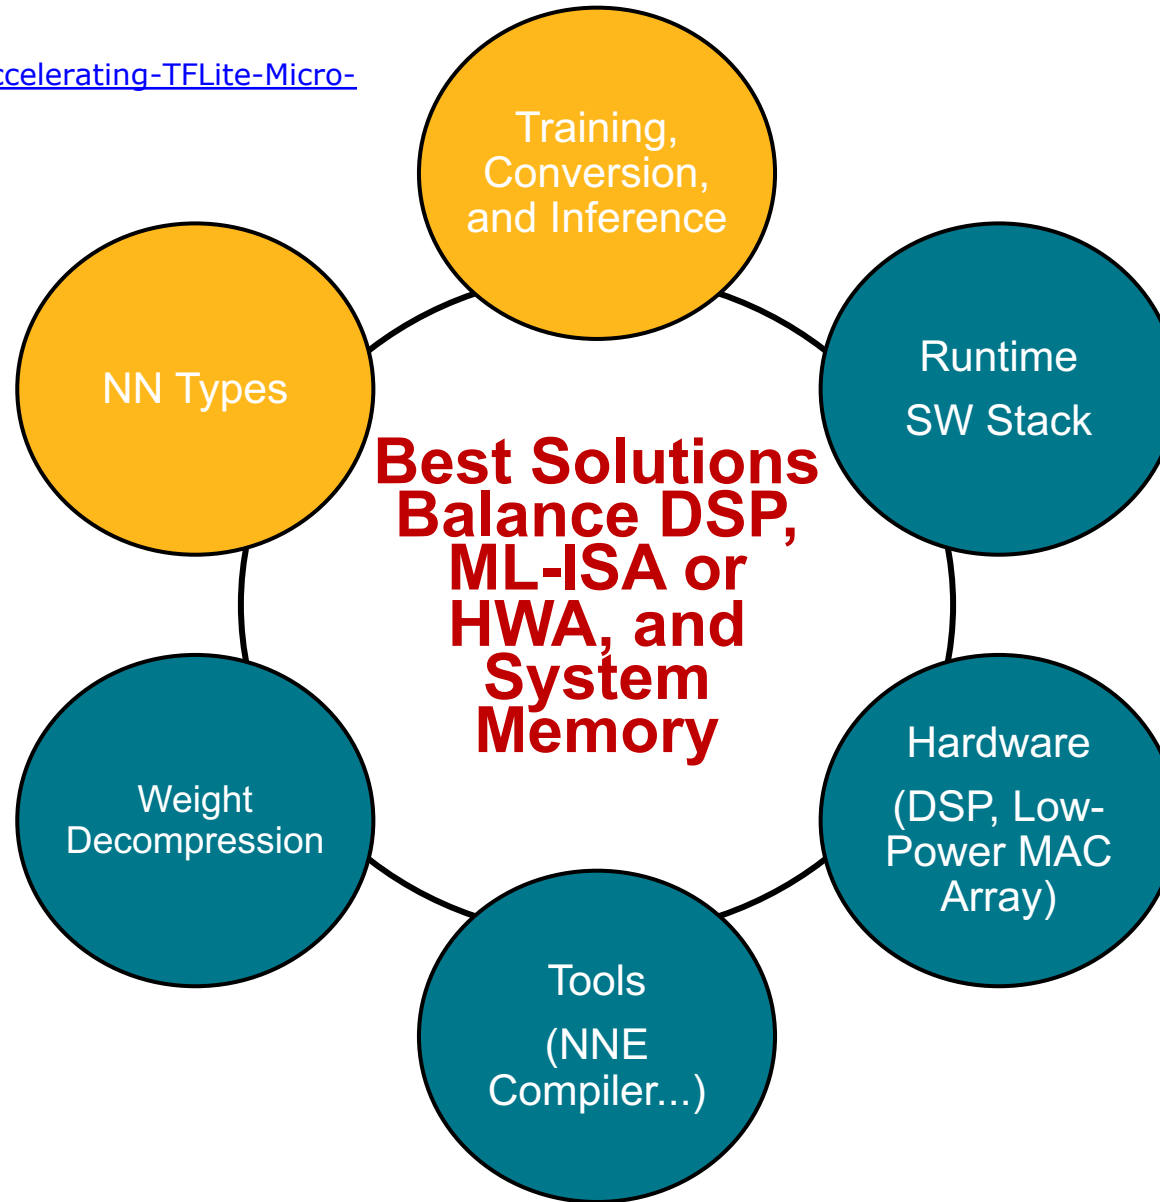 ccelerating-TFLite-Micro-
Training,
Conversion,
and Inference
NN Types
Runtime
SW Stack
Best Solutions
Balance DSP,
ML-ISA or
HWA, and
System
Memory
Weight
Decompression
Hardware
(DSP, Low-
Power MAC
Array)
Tools
(NNE
Compiler...)